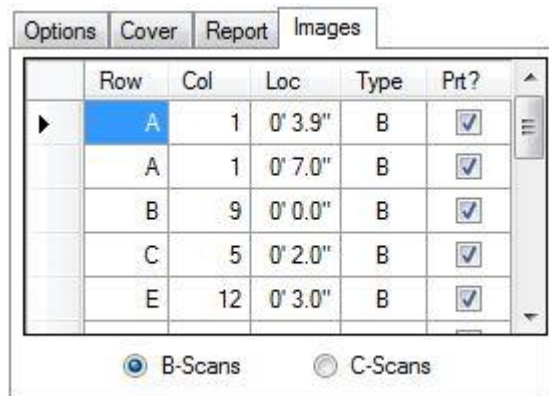 Options Cover Report Images
Row Col Loc Type Prt?
A 1 0' 3.9" B
A 1 0' 7.0" B
B 9 0' 0.0" B
C 5 0' 2.0" B
E 12 0' 3.0" B
B-Scans C-Scans